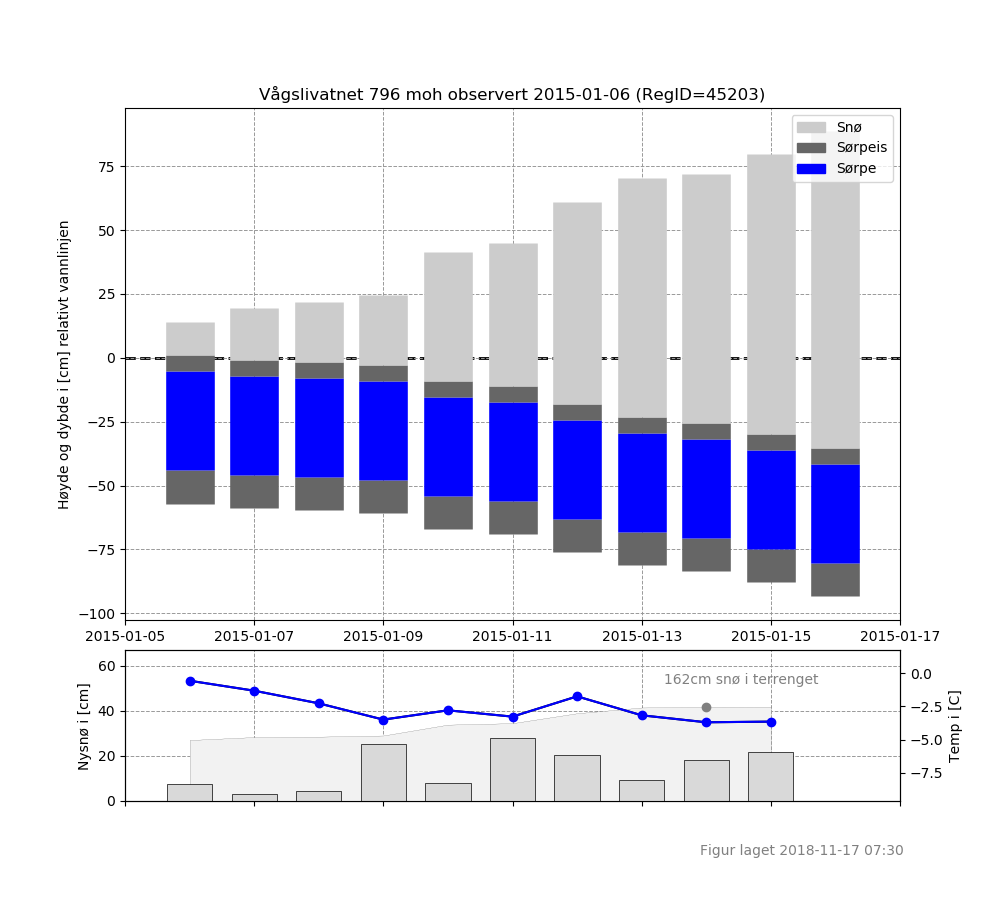 Vågslivatnet 796 moh observert 2015-01-06 (RegID=45203)
Snø
Sørpeis
Sørpe
Høyde og dybde i [cm] relativt vannlinjen
75
50
25
0
−25
−50
−75
−100
2015-01-05 2015-01-07 2015-01-09 2015-01-11 2015-01-13 2015-01-15 2015-01-17
Nysnø i [cm]
60
40
20
0
162cm snø i terrenget
0.0
−2.5
−5.0
−7.5
Temp i [C]
Figur laget 2018-11-17 07:30